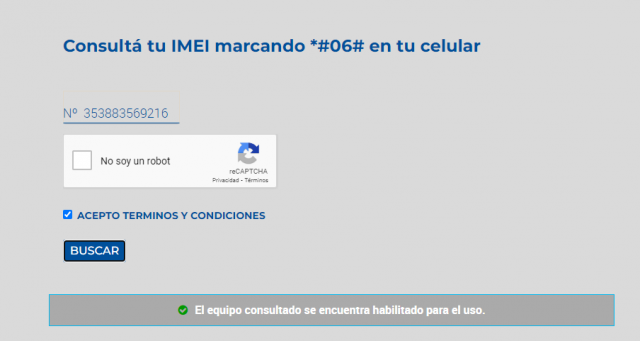 Consultá tu IMEI marcando *#06# en tu celular
Nº 353883569216
No soy un robot
reCAPTCHA
Privacidad - Términos
ACEPTO TERMINOS Y CONDICIONES
BUSCAR
El equipo consultado se encuentra habilitado para el uso.